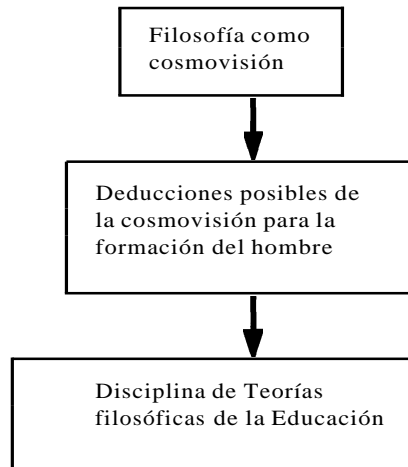 Filosofía como
cosmovisión
Deducciones posibles de
la cosmovisión para la
formación del hombre
Disciplina de Teorías
filosóficas de la Educación